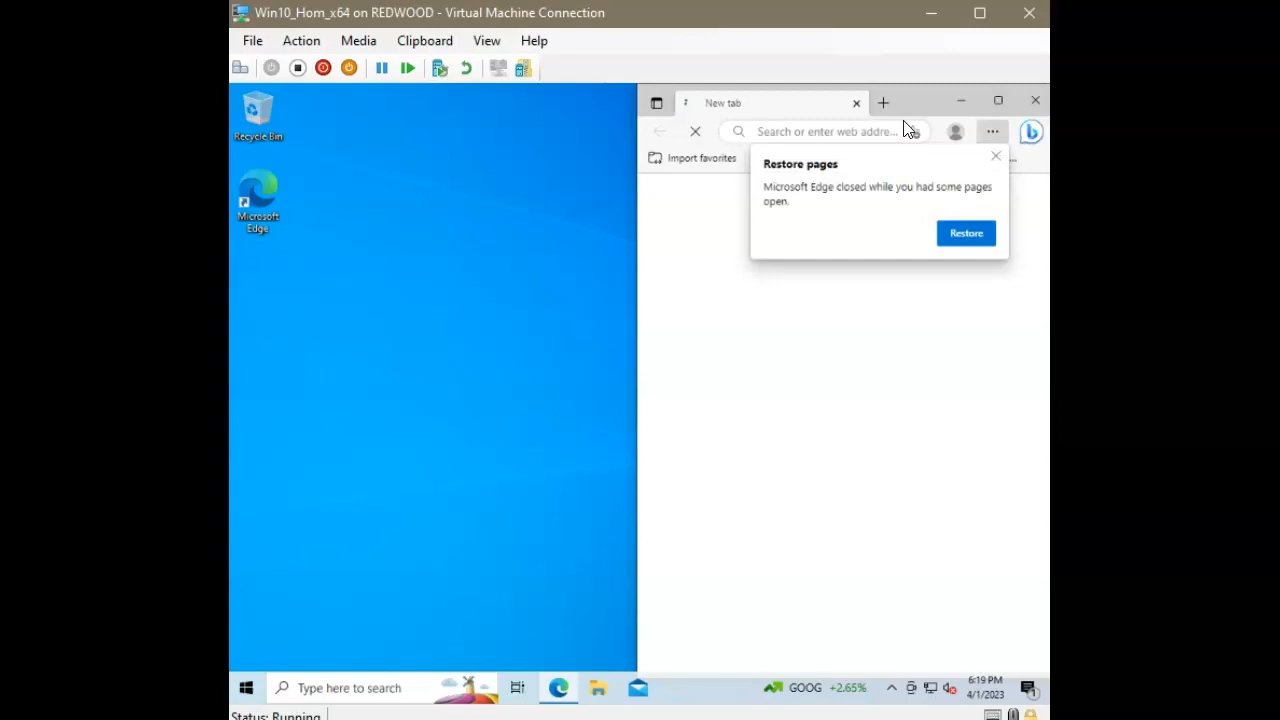 Win10_Hom_x64 on REDWOOD - Virtual Machine Connection
File Action Media Clipboard View Help
New tab
Search or enter web addre...
Import favorites
...
Restore pages
Microsoft Edge closed while you had some pages
open.
Restore
Recycle Bin
Microsoft
Edge
Type here to search
GOOG +2.65%
6:19 PM
4/1/2023
1
Status: Running